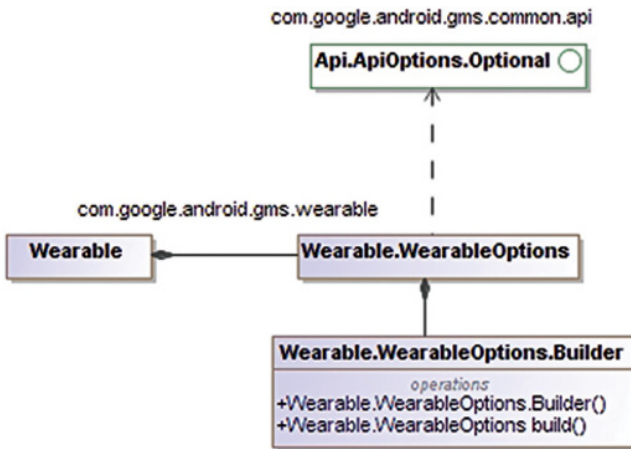 com.google.android.gms.common.api
Api.ApiOptions.Optional
com.google.android.gms.wearable
Wearable
Wearable.WearableOptions
Wearable.WearableOptions.Builder
operations
+Wearable.WearableOptions.Builder()
+Wearable.WearableOptions build()